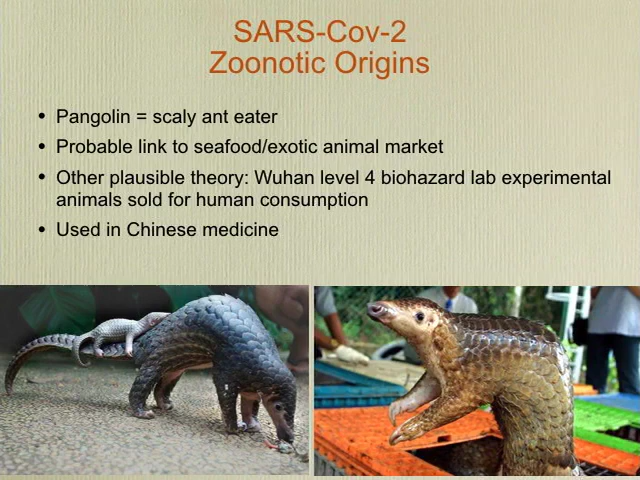 SARS-Cov-2
Zoonotic Origins
• Pangolin = scaly ant eater
• Probable link to seafood/exotic animal market
• Other plausible theory: Wuhan level 4 biohazard lab experimental
animals sold for human consumption
• Used in Chinese medicine